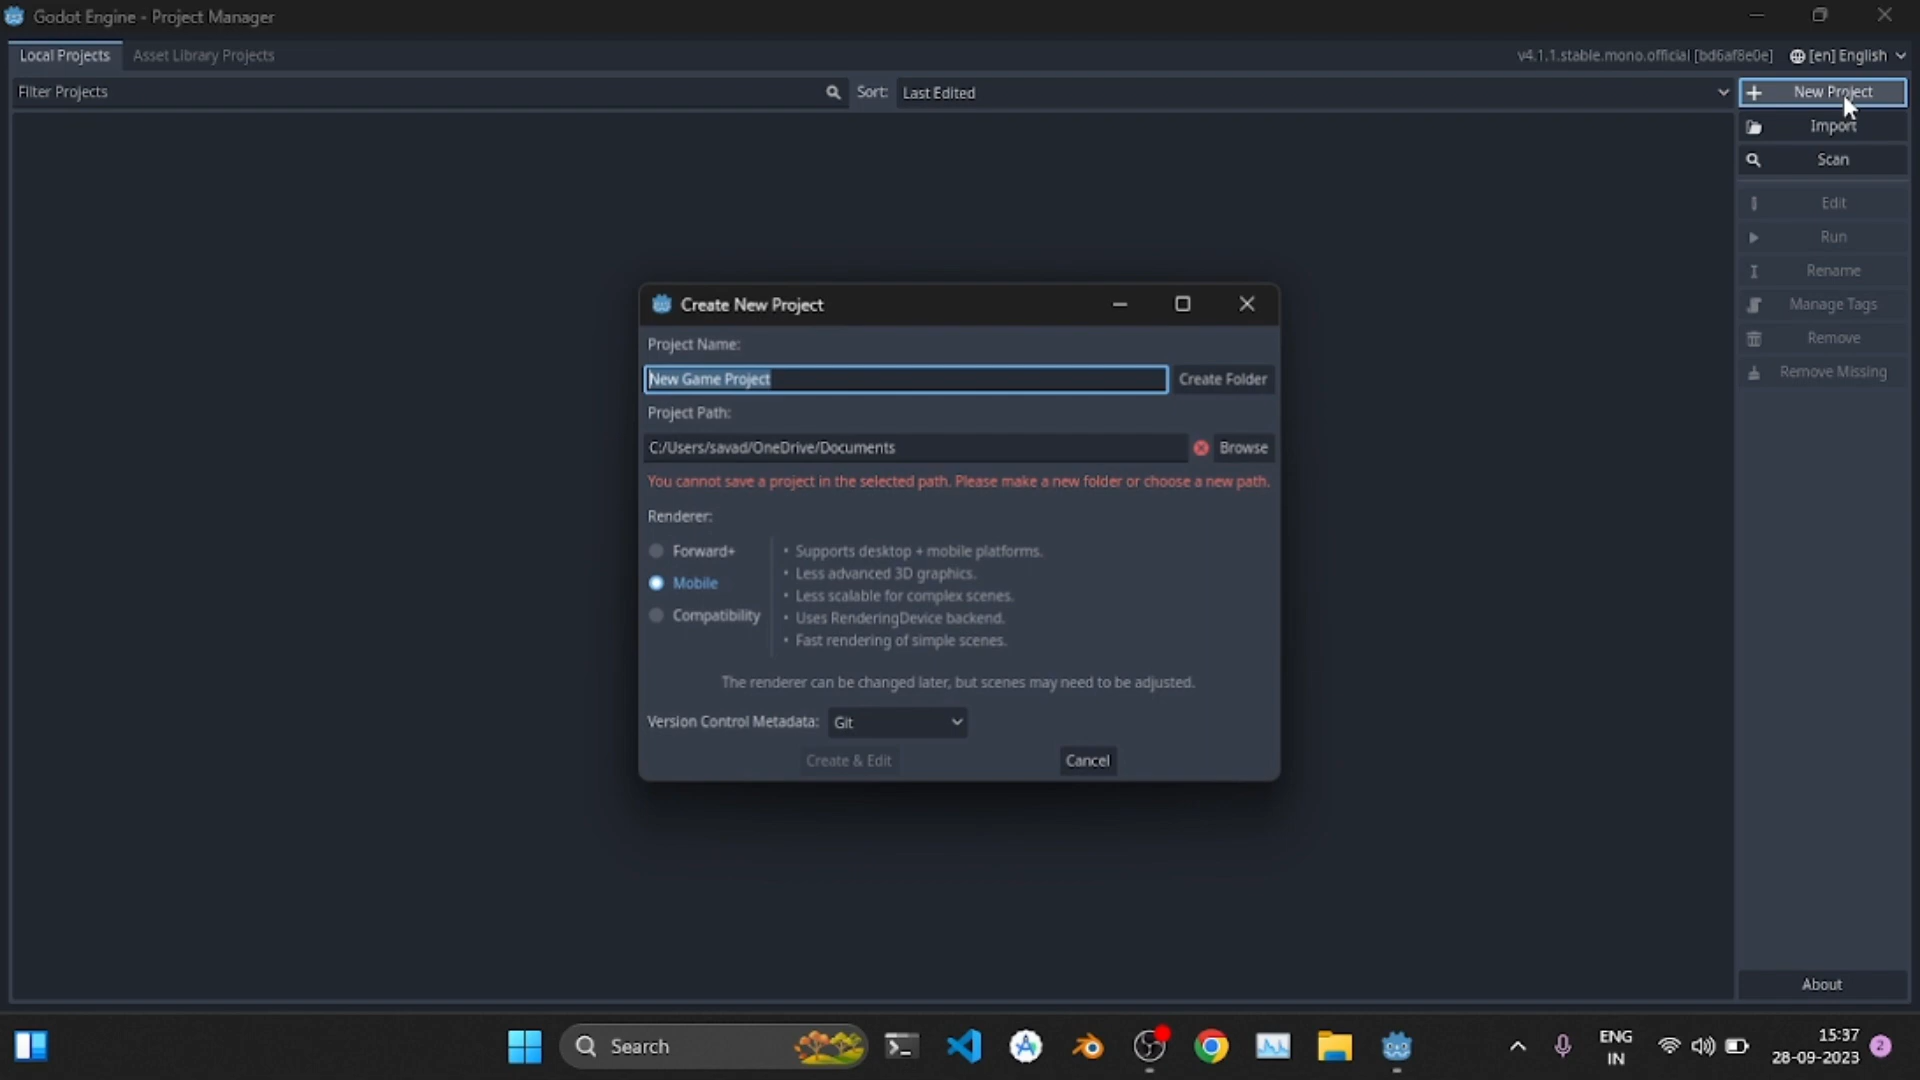 Godot Engine - Project Manager
Local Projects
Asset Library Projects
v4.1.1.stable.mono.official [bd6af8e0e]
[en] English
Filter Projects
Sort:
Last Edited
New Project
Import
Scan
Edit
Run
Rename
Manage Tags
Remove
Remove Missing
Create New Project
Project Name:
New Game Project
Create Folder
Project Path:
C:/Users/savad/OneDrive/Documents
Browse
You cannot save a project in the selected path. Please make a new folder or choose a new path.
Renderer:
Forward+
Mobile
Compatibility
• Supports desktop + mobile platforms.
• Less advanced 3D graphics.
• Less scalable for complex scenes.
• Uses RenderingDevice backend.
• Fast rendering of simple scenes.
The renderer can be changed later, but scenes may need to be adjusted.
Version Control Metadata:
Git
Create & Edit
Cancel
About
Search
ENG
IN
15:37
28-09-2023
2